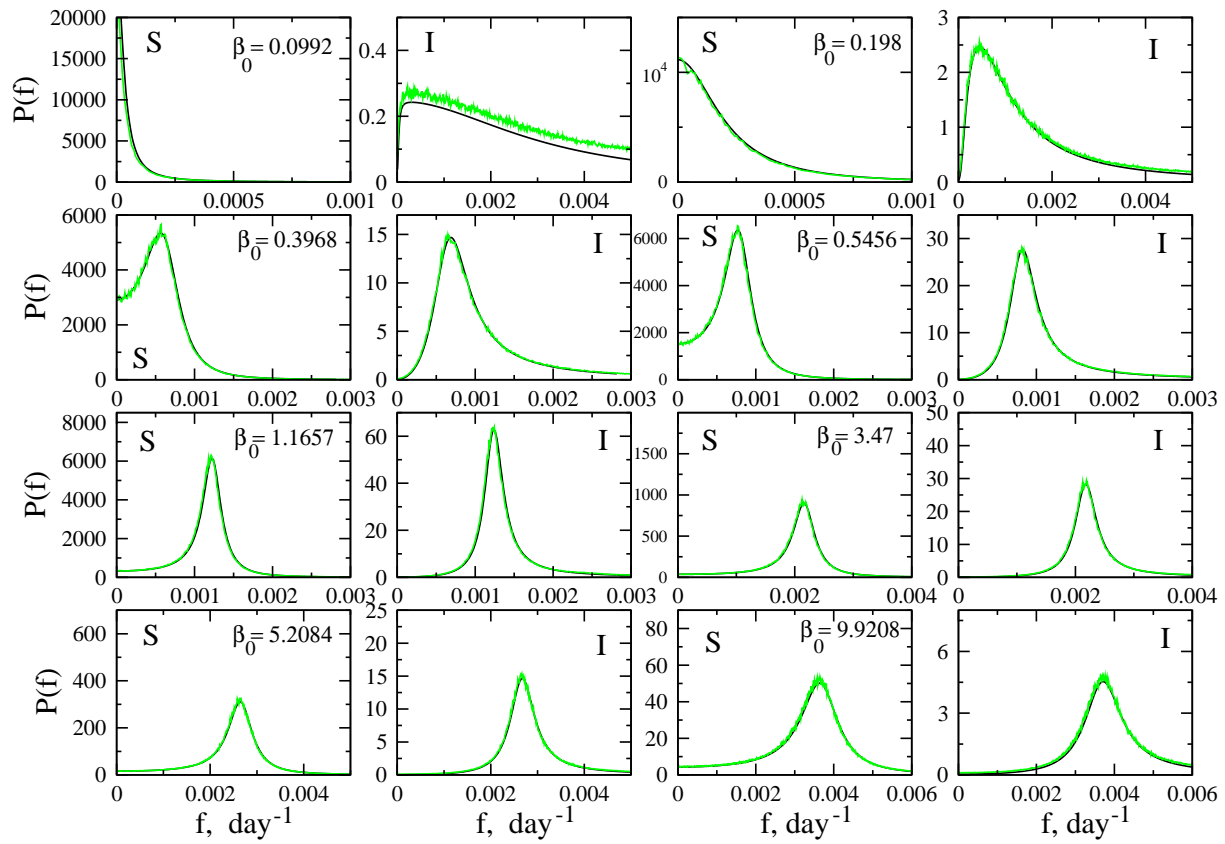 S
β0 = 0.0992
I
S
β0 = 0.198
I
P(f)
20000
15000
10000
5000
0
0.4
0.2
0
10^4
0
3
2
1
0
0 0.0005 0.001
0 0.002 0.004
0 0.0005 0.001
0 0.002 0.004
S
β0 = 0.3968
I
S
β0 = 0.5456
I
P(f)
6000
4000
2000
0
15
10
5
0
6000
4000
2000
0
30
20
10
0
0 0.001 0.002 0.003
0 0.001 0.002 0.003
0 0.001 0.002 0.003
0 0.001 0.002 0.003
S
β0 = 1.1657
I
S
β0 = 3.47
I
P(f)
8000
6000
4000
2000
0
60
40
20
0
1500
1000
500
0
50
40
30
20
10
0
0 0.001 0.002 0.003
0 0.001 0.002 0.003
0 0.002 0.004
0 0.002 0.004
S
β0 = 5.2084
I
S
β0 = 9.9208
I
P(f)
600
400
200
0
25
20
15
10
5
0
80
60
40
20
0
6
3
0
0 0.002 0.004
0 0.002 0.004
0 0.002 0.004 0.006
0 0.002 0.004 0.006
f, day^-1
f, day^-1
f, day^-1
f, day^-1